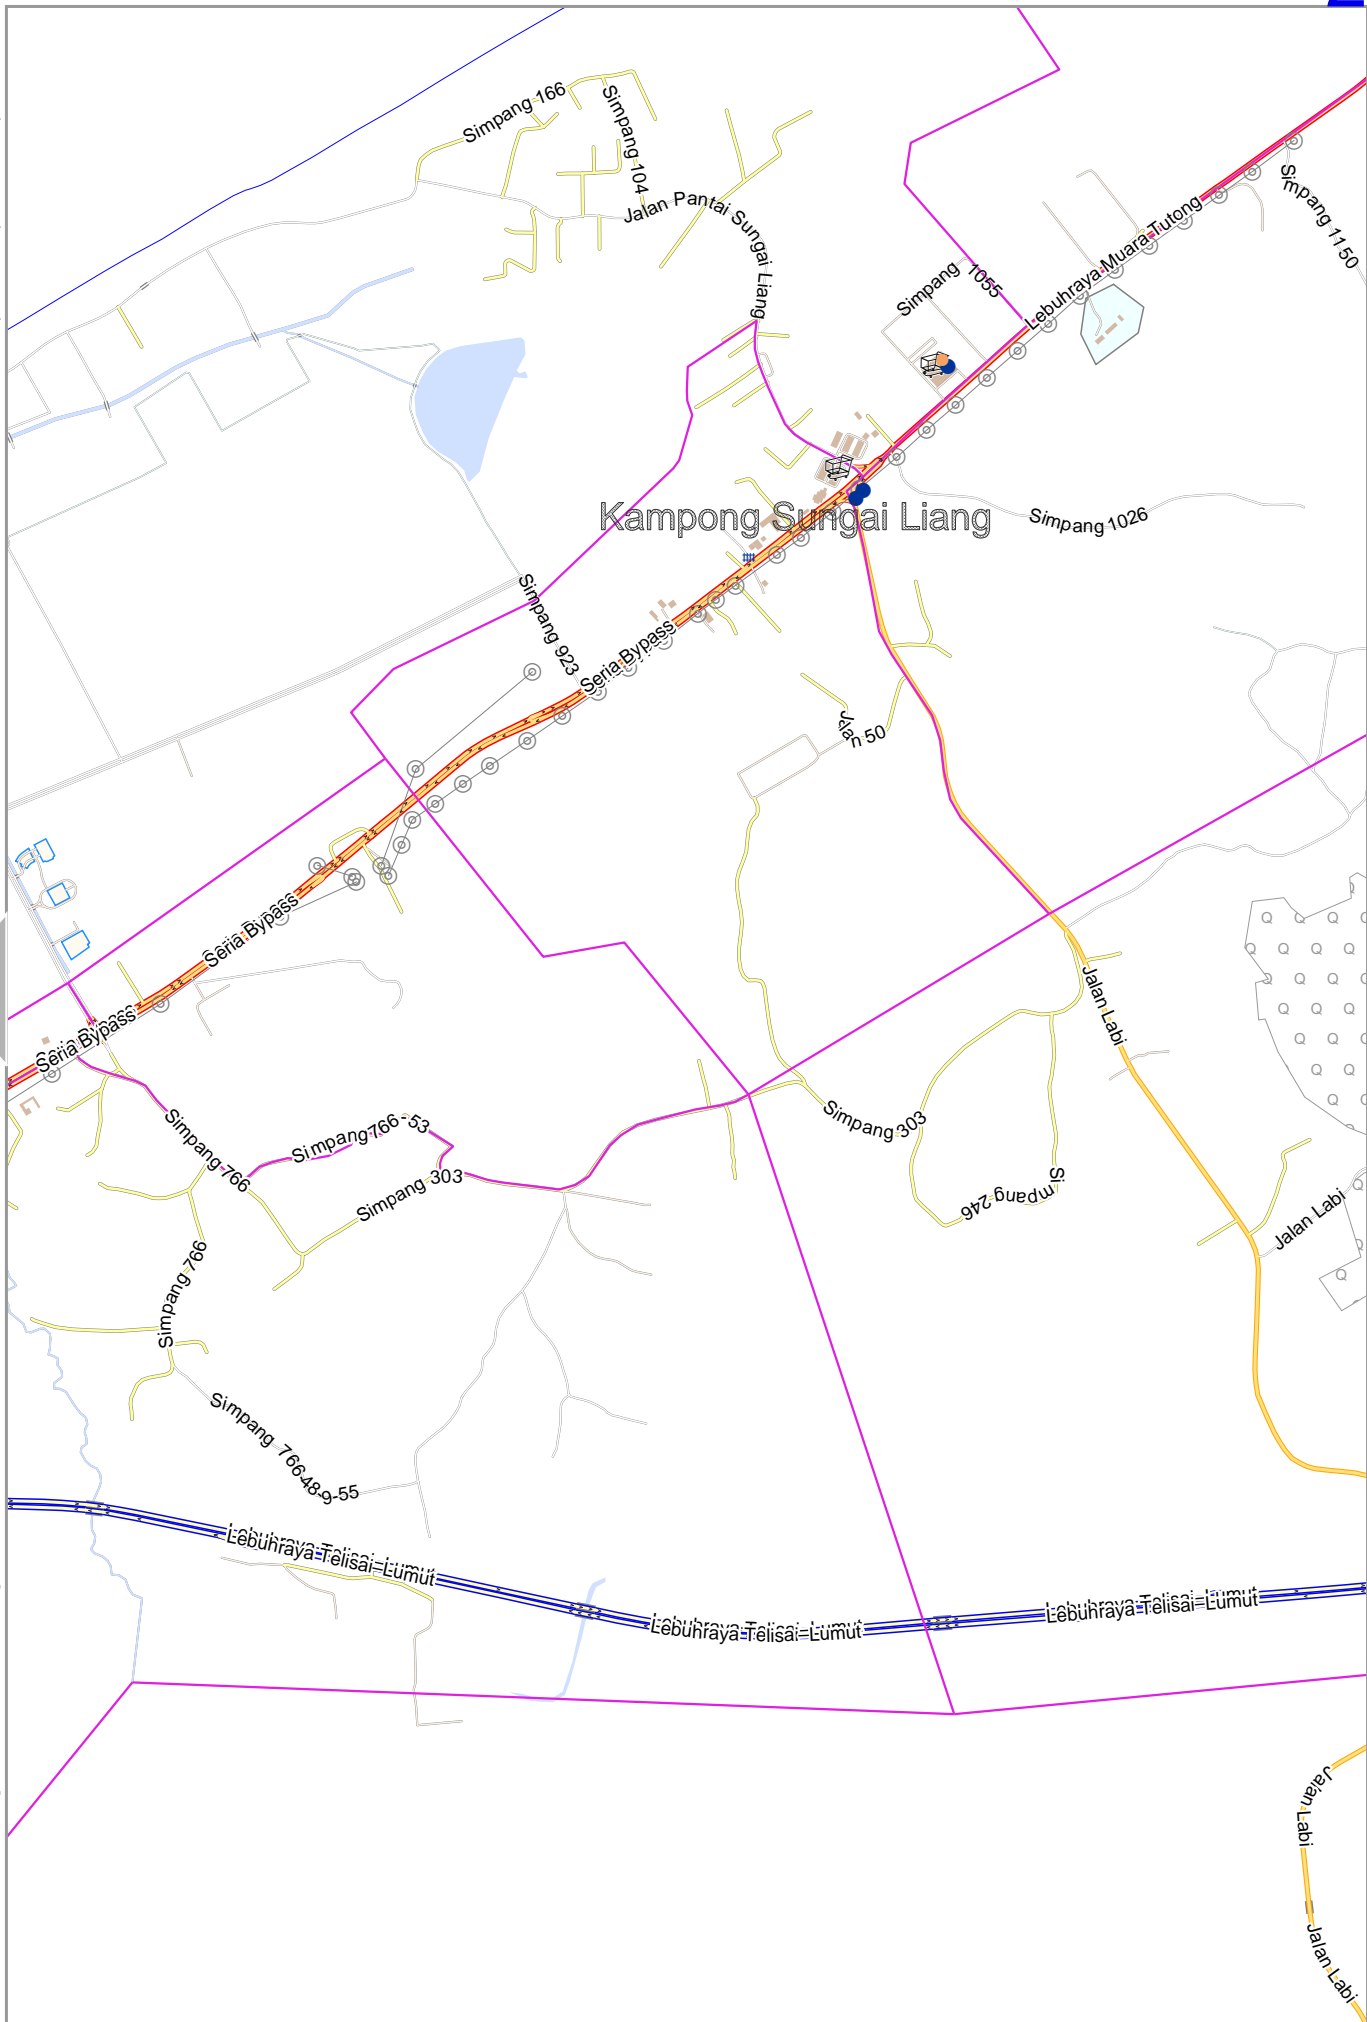 Simpang 166
Simpang 104
Jalan Pantai Sungai Liang
Simpang 1150
Lebuhraya Muara Tutong
Simpang 1055
Kampong Sungai Liang
Simpang 1026
Simpang 923
Seria Bypass
Jalan 50
Seria Bypass
Jalan Labi
Seria Bypass
Simpang 766
Simpang 766-53
Simpang 303
Simpang 303
Simpang 246
Jalan Labi
Simpang 766
Simpang 766-48-9-55
Lebuhraya Telisai-Lumut
Lebuhraya Telisai-Lumut
Lebuhraya Telisai-Lumut
Jalan Labi
Jalan Labi